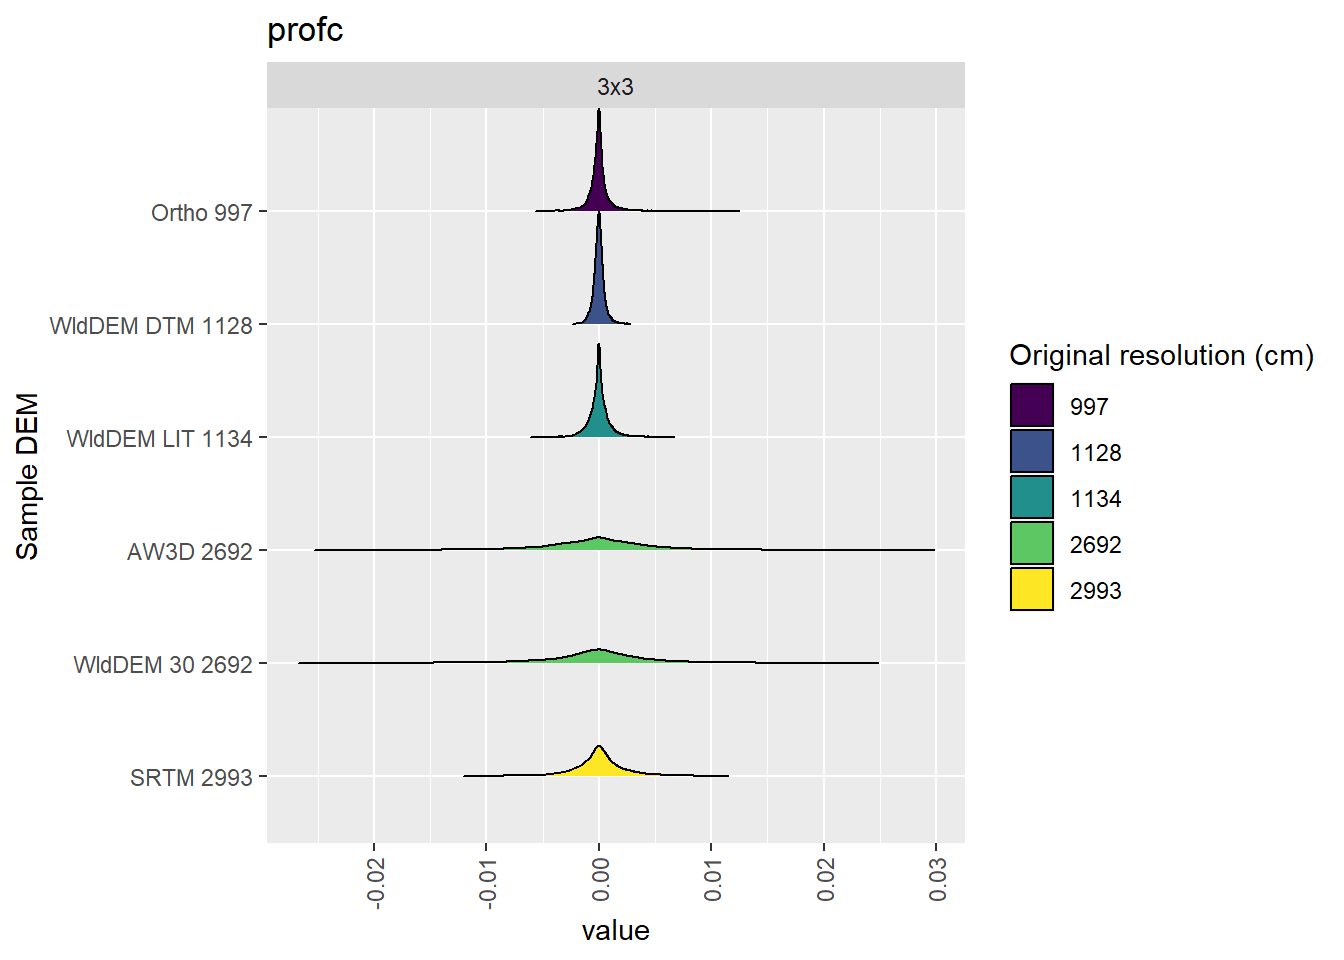 profc
3x3
Sample DEM
Ortho 997
WldDEM DTM 1128
WldDEM LIT 1134
AW3D 2692
WldDEM 30 2692
SRTM 2993
-0.02
-0.01
0.00
0.01
0.02
0.03
value
Original resolution (cm)
997
1128
1134
2692
2993